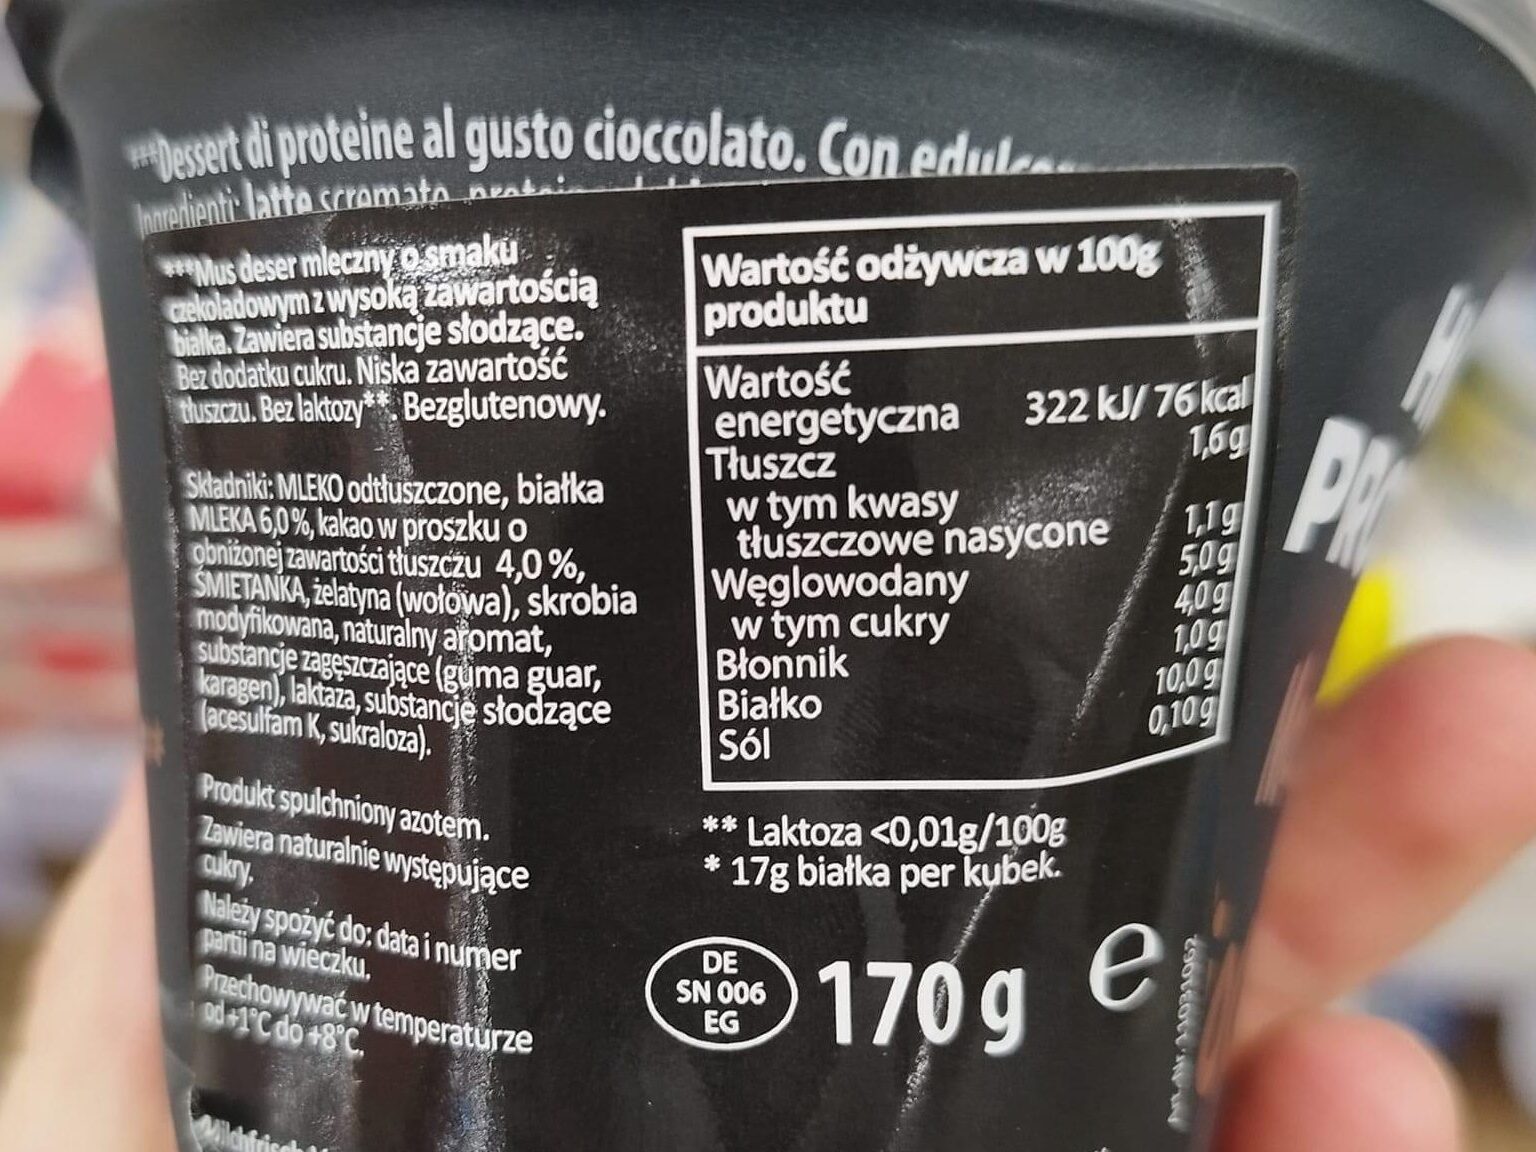 ***Dessert di proteine al gusto cioccolato. Con
Ingredienti: latte scremato,
***Mus deser mleczny o smaku
czekoladowym z wysoką zawartością
białka. Zawiera substancje słodzące.
Bez dodatku cukru. Niska zawartość
tłuszczu. Bez laktozy**. Bezglutenowy.
Składniki: MLEKO odtłuszczone, białka
MLEKA 6,0%, kakao w proszku o
obniżonej zawartości tłuszczu 4,0%,
ŚMIETANKA, żelatyna (wołowa), skrobia
modyfikowana, naturalny aromat,
substancje zagęszczające (guma guar,
karagen), laktaza, substancje słodzące
(acesulfam K, sukraloza).
Produkt spulchniony azotem.
Zawiera naturalnie występujące
cukry.
Należy spożyć do: data i numer
partii na wieczku.
Przechowywać w temperaturze
od +1°C do +8°C.
Wartość odżywcza w 100g
produktu
Wartość
energetyczna 322 kJ/ 76 kcal
Tłuszcz 1,6g
w tym kwasy
tłuszczowe nasycone 1,1g
Węglowodany 5,0g
w tym cukry 4,0g
Błonnik 1,0g
Białko 10,0g
Sól 0,10g
** Laktoza <0,01g/100g
* 17g białka per kubek.
DE
SN 006
EG
170 g e